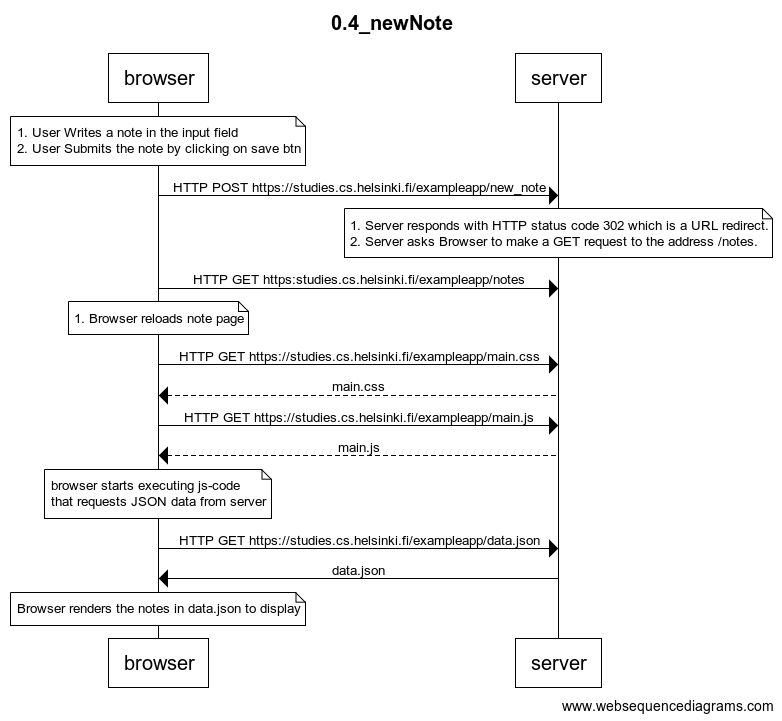 0.4_newNote
browser
server
1. User Writes a note in the input field
2. User Submits the note by clicking on save btn
HTTP POST https://studies.cs.helsinki.fi/exampleapp/new_note
1. Server responds with HTTP status code 302 which is a URL redirect.
2. Server asks Browser to make a GET request to the address /notes.
HTTP GET https:studies.cs.helsinki.fi/exampleapp/notes
1. Browser reloads note page
HTTP GET https://studies.cs.helsinki.fi/exampleapp/main.css
main.css
HTTP GET https://studies.cs.helsinki.fi/exampleapp/main.js
main.js
browser starts executing js-code
that requests JSON data from server
HTTP GET https://studies.cs.helsinki.fi/exampleapp/data.json
data.json
Browser renders the notes in data.json to display
browser
server
www.websequencediagrams.com